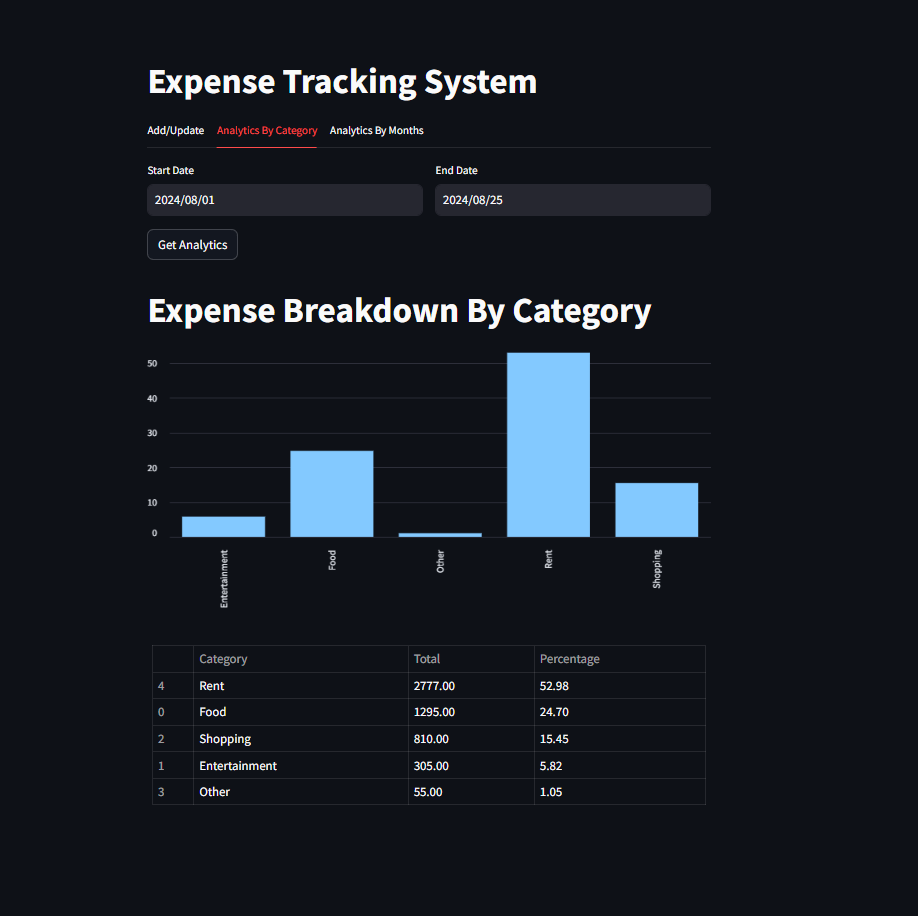 Expense Tracking System
Add/Update Analytics By Category Analytics By Months
Start Date End Date
2024/08/01 2024/08/25
Get Analytics
Expense Breakdown By Category
50
40
30
20
10
0
Entertainment Food Other Rent Shopping
Category Total Percentage
4 Rent 2777.00 52.98
0 Food 1295.00 24.70
2 Shopping 810.00 15.45
1 Entertainment 305.00 5.82
3 Other 55.00 1.05